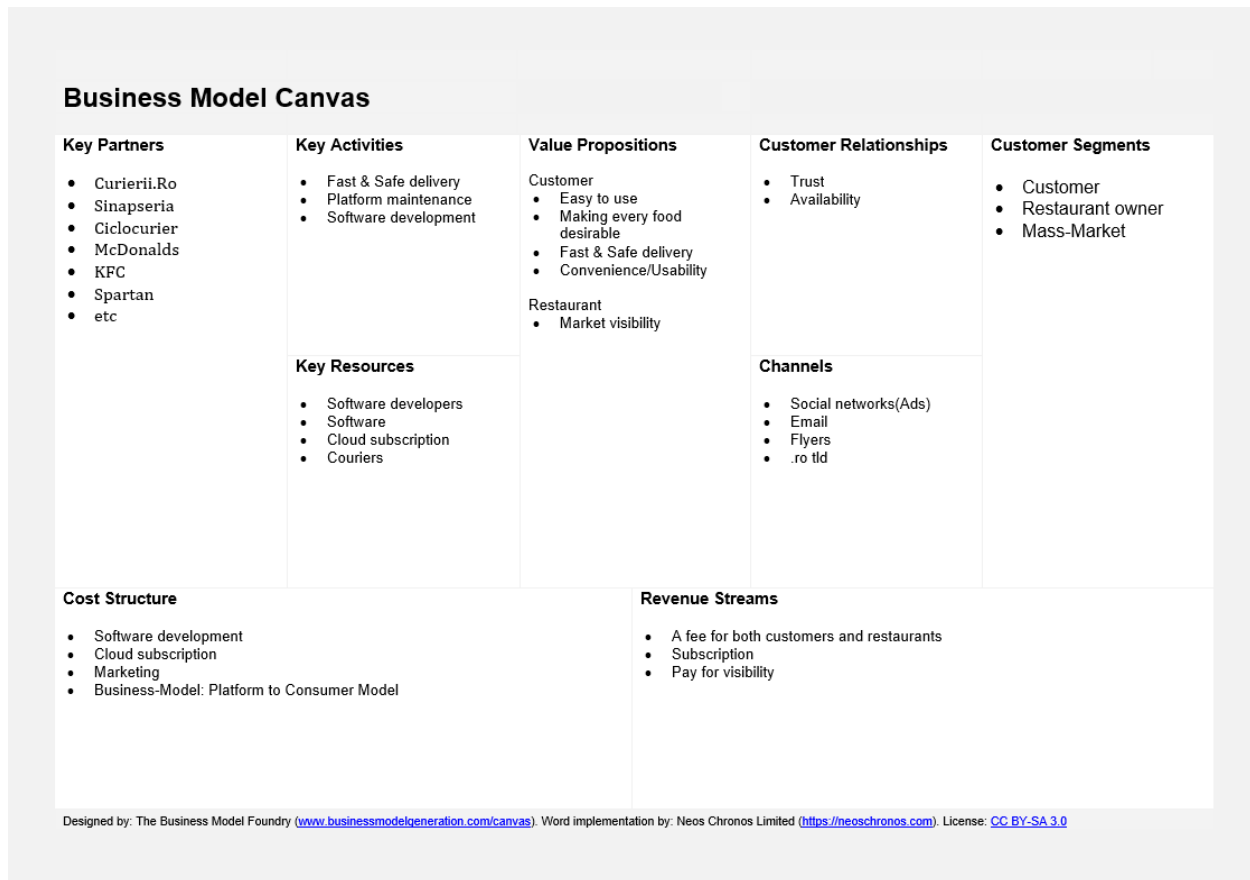 Business Model Canvas
Key Partners
Curierii.Ro
Sinapseria
Ciclocurier
McDonalds
KFC
Spartan
etc
Key Activities
Fast & Safe delivery
Platform maintenance
Software development
Key Resources
Software developers
Software
Cloud subscription
Couriers
Value Propositions
Customer
Easy to use
Making every food
desirable
Fast & Safe delivery
Convenience/Usability
Restaurant
Market visibility
Customer Relationships
Trust
Availability
Channels
Social networks(Ads)
Email
Flyers
.ro tld
Customer Segments
Customer
Restaurant owner
Mass-Market
Cost Structure
Software development
Cloud subscription
Marketing
Business-Model: Platform to Consumer Model
Revenue Streams
A fee for both customers and restaurants
Subscription
Pay for visibility
Designed by: The Business Model Foundry (www.businessmodelgeneration.com/canvas). Word implementation by: Neos Chronos Limited (https://neoschronos.com). License: CC BY-SA 3.0